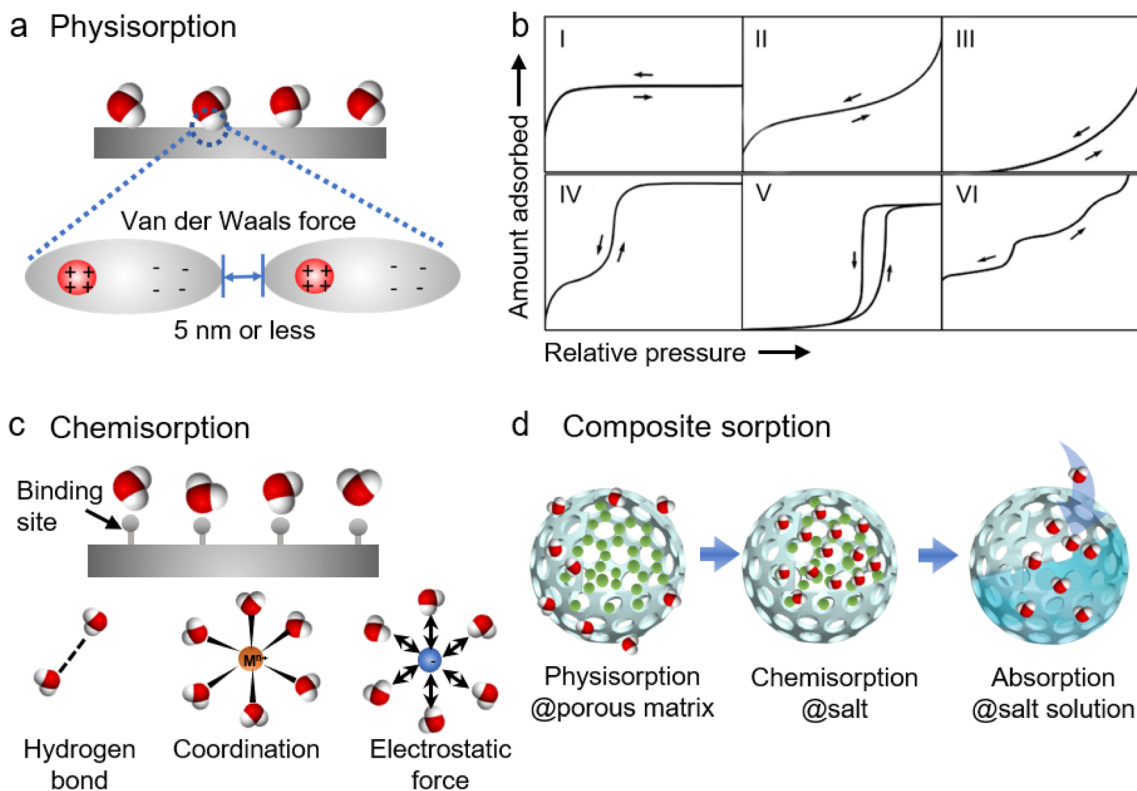 a Physisorption
Van der Waals force
+ + - -
+ + - -
+ + - -
+ + - -
5 nm or less
b
Amount adsorbed
I
II
III
IV
V
VI
Relative pressure
c Chemisorption
Binding
site
Hydrogen
bond
Mn+
Coordination
-
Electrostatic
force
d Composite sorption
Physisorption
@porous matrix
Chemisorption
@salt
Absorption
@salt solution